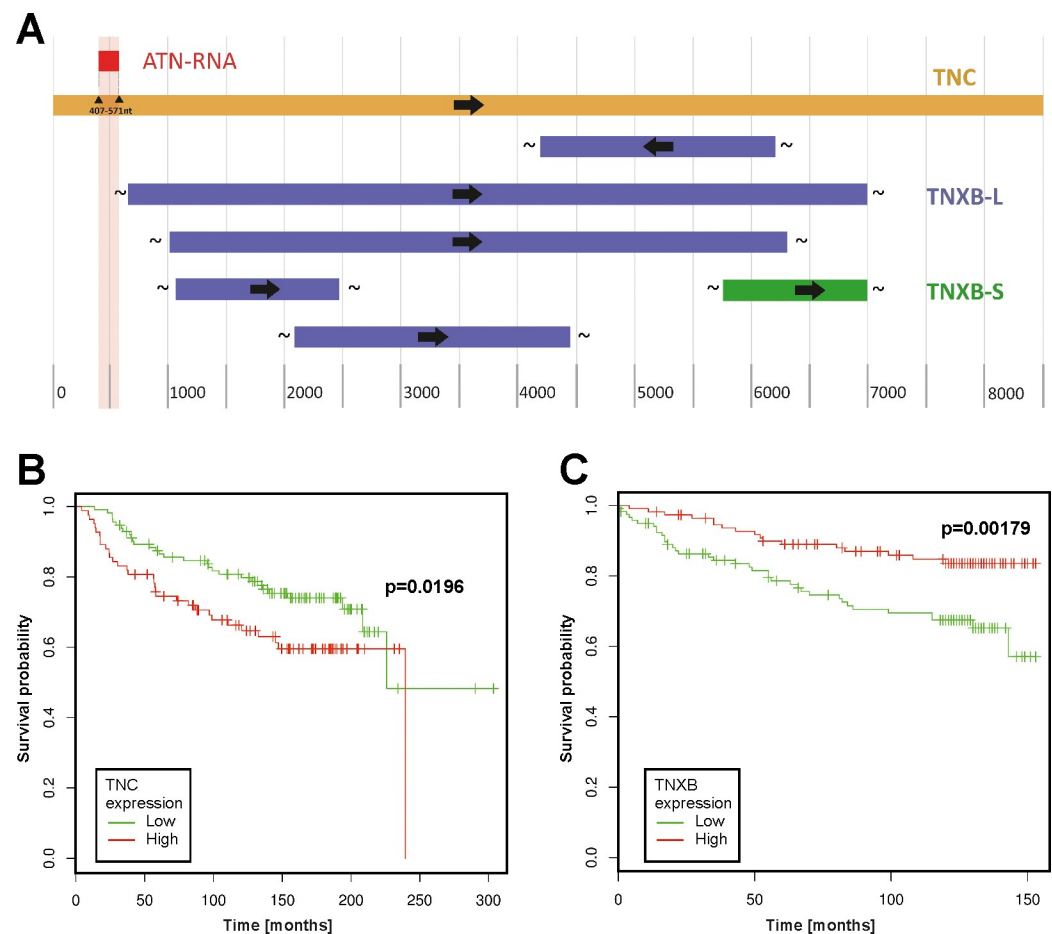 A
ATN-RNA
TNC
407-571nt
~ ~
~ ~ TNXB-L
~ ~
~ ~ ~ ~ TNXB-S
~ ~
0 1000 2000 3000 4000 5000 6000 7000 8000
B
Survival probability
1.0
0.8
0.6
0.4
0.2
0.0
p=0.0196
TNC
expression
Low
High
0 50 100 150 200 250 300
Time [months]
C
Survival probability
1.0
0.8
0.6
0.4
0.2
0.0
p=0.00179
TNXB
expression
Low
High
0 50 100 150
Time [months]